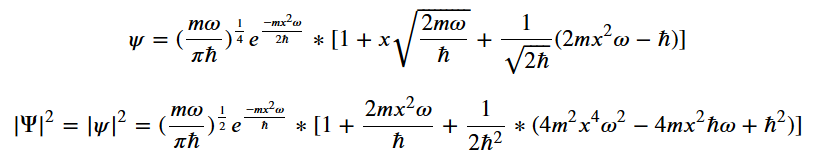 ψ = (mω/πħ)^{1/4} e^{-mx²ω/2ħ} * [1 + x√(2mω/ħ) + 1/√(2ħ) (2mx²ω − ħ)]
|Ψ|² = |ψ|² = (mω/πħ)^{1/2} e^{-mx²ω/ħ} * [1 + 2mx²ω/ħ + 1/2ħ² * (4m²x⁴ω² − 4mx²ħω + ħ²)]